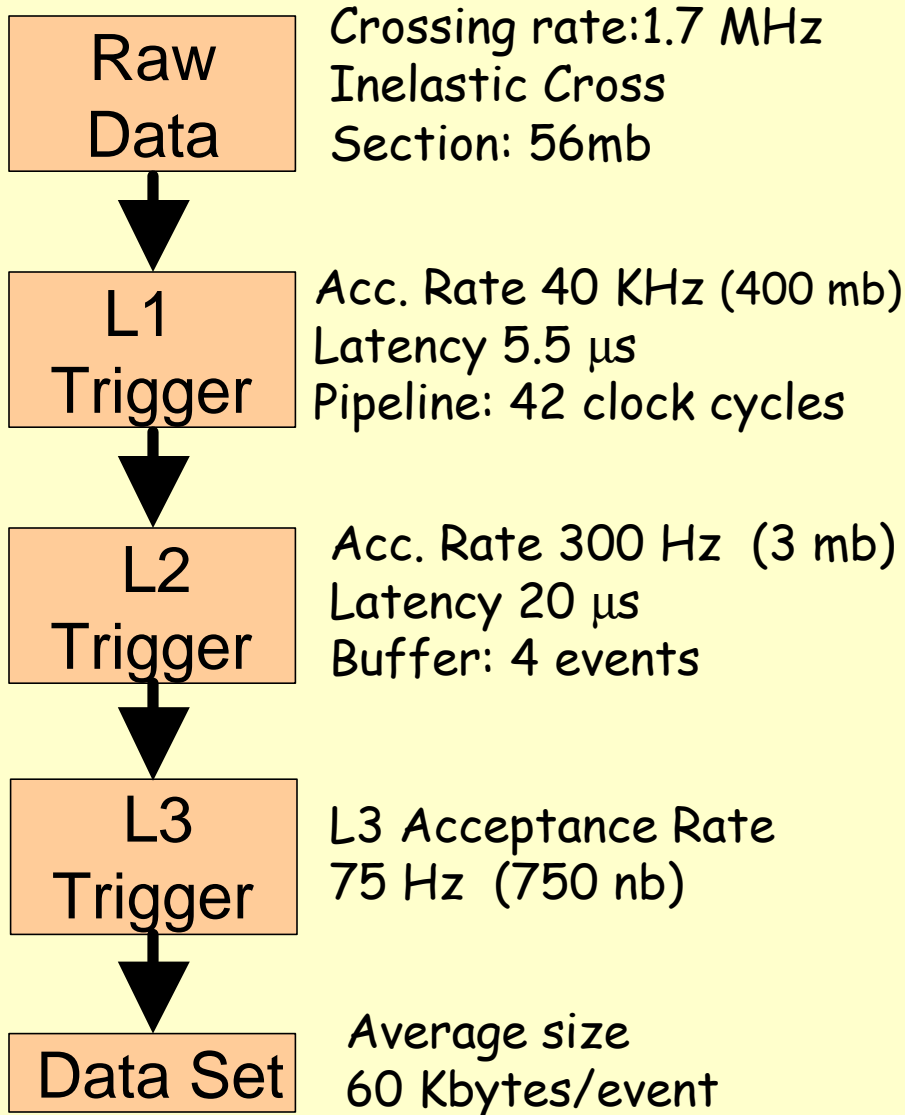 Raw
Data
Crossing rate:1.7 MHz
Inelastic Cross
Section: 56mb
L1
Trigger
Acc. Rate 40 KHz (400 mb)
Latency 5.5 μs
Pipeline: 42 clock cycles
L2
Trigger
Acc. Rate 300 Hz (3 mb)
Latency 20 μs
Buffer: 4 events
L3
Trigger
L3 Acceptance Rate
75 Hz (750 nb)
Data Set
Average size
60 Kbytes/event